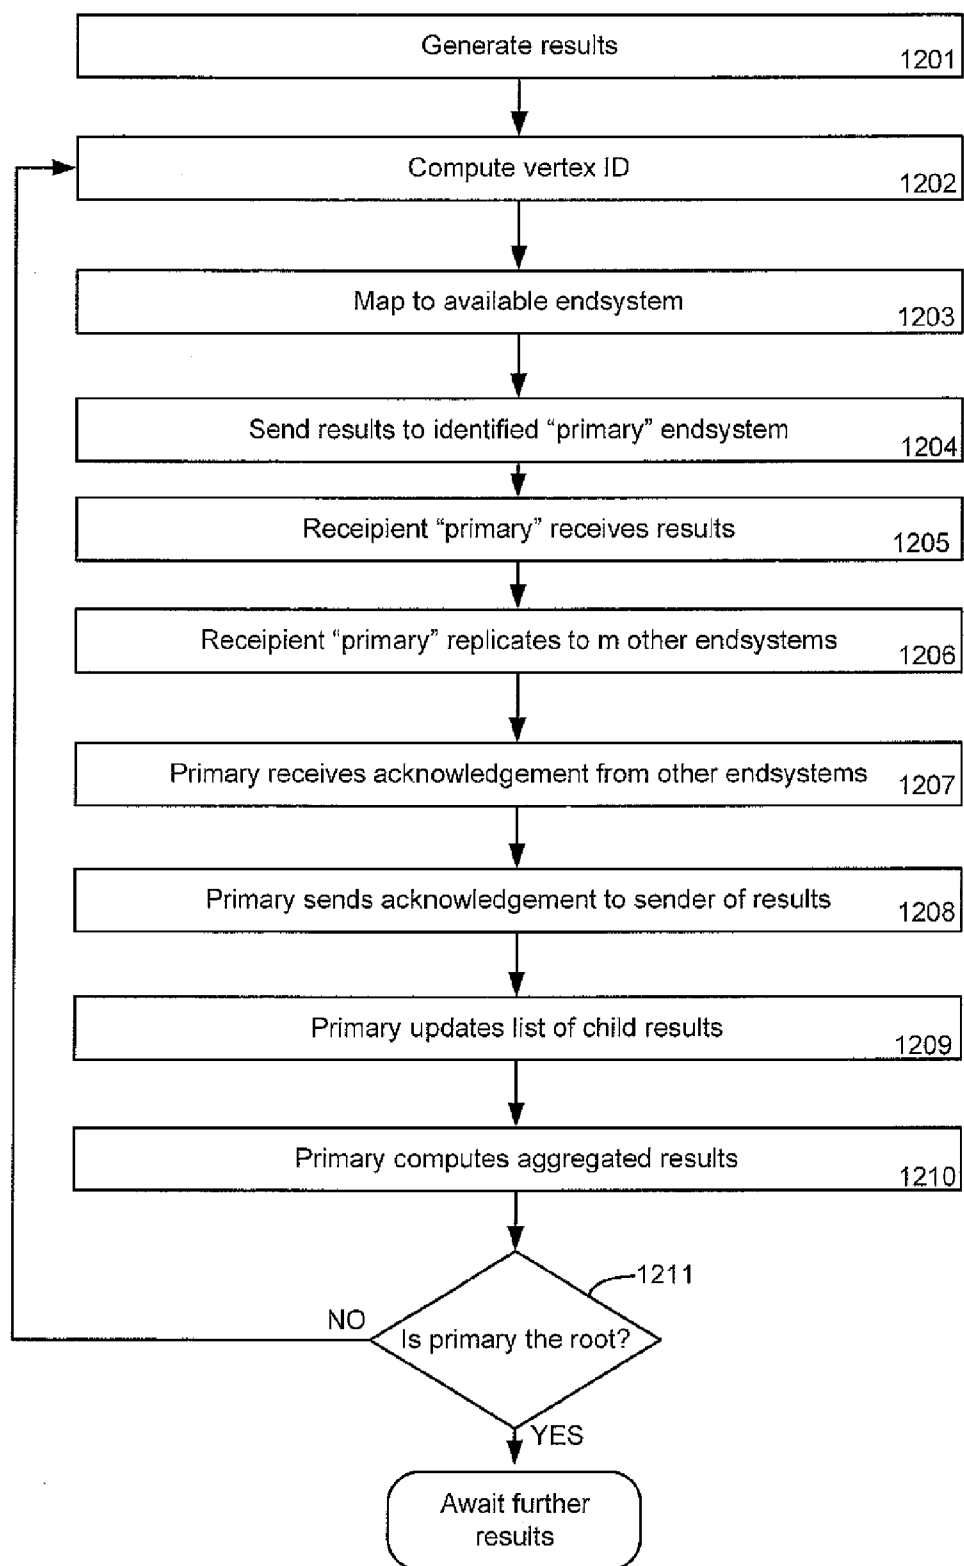 Generate results
1201
Compute vertex ID
1202
Map to available endsystem
1203
Send results to identified “primary” endsystem
1204
Receipient “primary” receives results
1205
Receipient “primary” replicates to m other endsystems
1206
Primary receives acknowledgement from other endsystems
1207
Primary sends acknowledgement to sender of results
1208
Primary updates list of child results
1209
Primary computes aggregated results
1210
1211
NO
Is primary the root?
YES
Await further
results